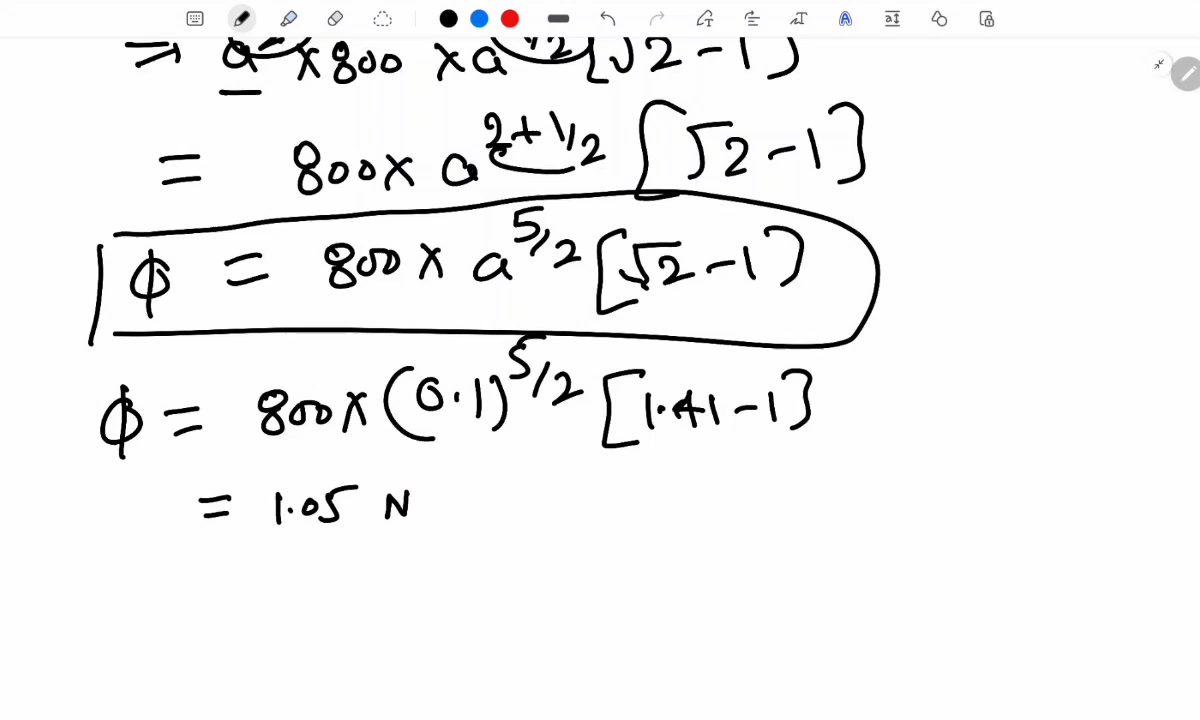 ⇒ a² × 800 × a^1/2 [√2 - 1]
= 800 × a^2+1/2 [√2 - 1]
ϕ = 800 × a^5/2 [√2 - 1]
ϕ = 800 × (0.1)^5/2 [1.41 - 1]
= 1.05 N